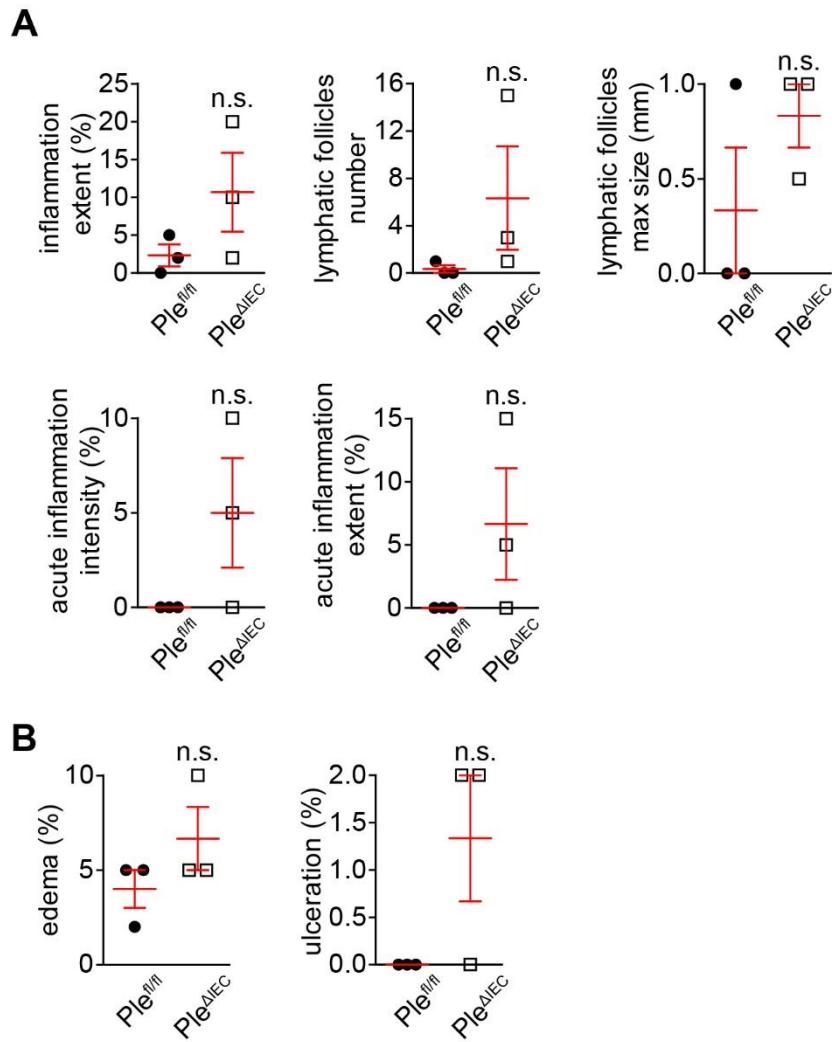 A
inflammation
extent (%)
25
20
15
10
5
0
n.s.
Ple^fl/fl
Ple^ΔIEC
lymphatic follicles
number
16
12
8
4
0
n.s.
Ple^fl/fl
Ple^ΔIEC
lymphatic follicles
max size (mm)
1.0
0.5
0.0
n.s.
Ple^fl/fl
Ple^ΔIEC
acute inflammation
intensity (%)
10
5
0
n.s.
Ple^fl/fl
Ple^ΔIEC
acute inflammation
extent (%)
15
10
5
0
n.s.
Ple^fl/fl
Ple^ΔIEC
B
edema (%)
10
5
0
n.s.
Ple^fl/fl
Ple^ΔIEC
ulceration (%)
2.0
1.5
1.0
0.5
0.0
n.s.
Ple^fl/fl
Ple^ΔIEC